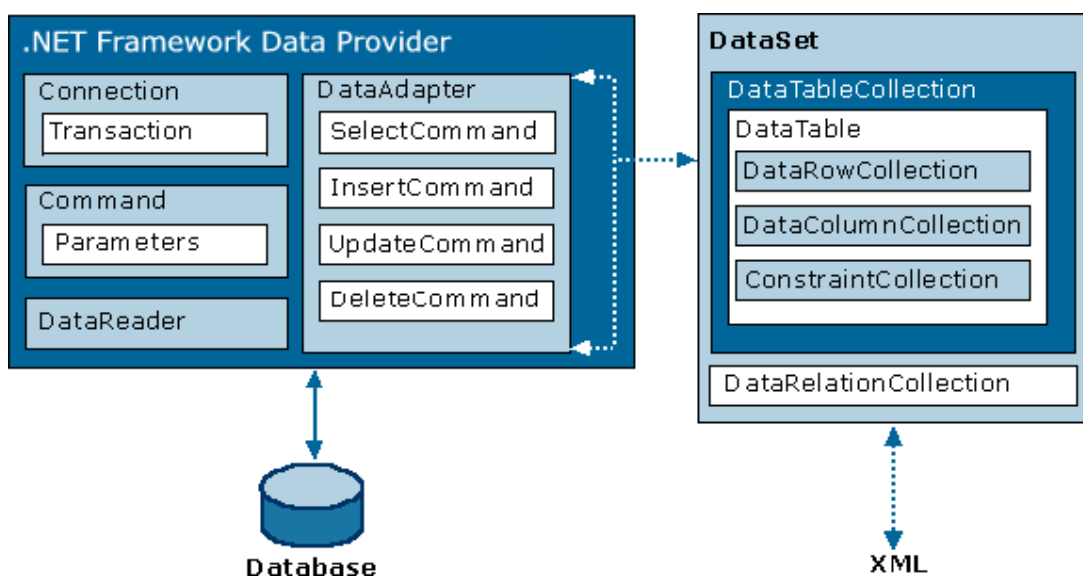 .NET Framework Data Provider
Connection
Transaction
Command
Parameters
DataReader
DataAdapter
SelectCommand
InsertCommand
UpdateCommand
DeleteCommand
Database
DataSet
DataTableCollection
DataTable
DataRowCollection
DataColumnCollection
ConstraintCollection
DataRelationCollection
XML